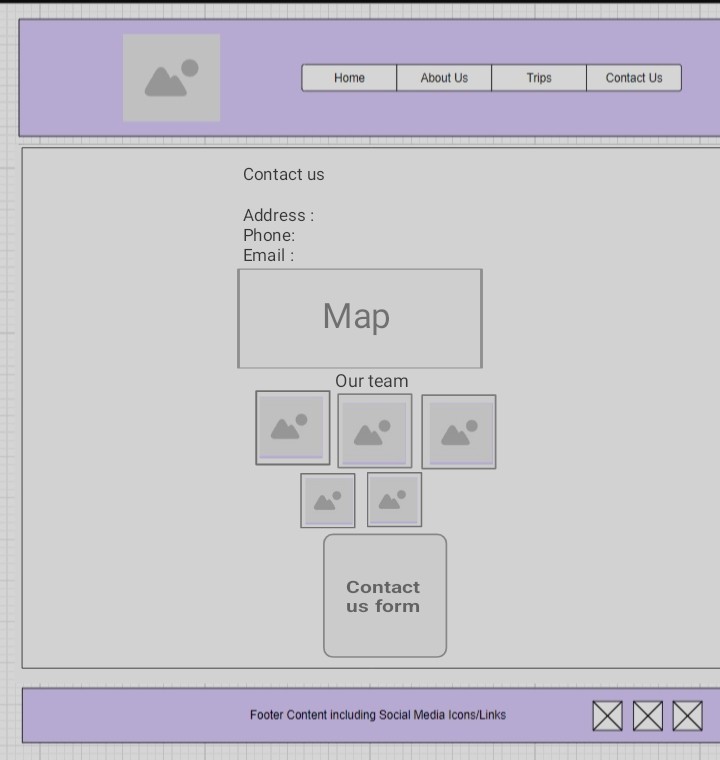 Home
About Us
Trips
Contact Us
Contact us
Address :
Phone:
Email :
Map
Our team
Contact
us form
Footer Content including Social Media Icons/Links